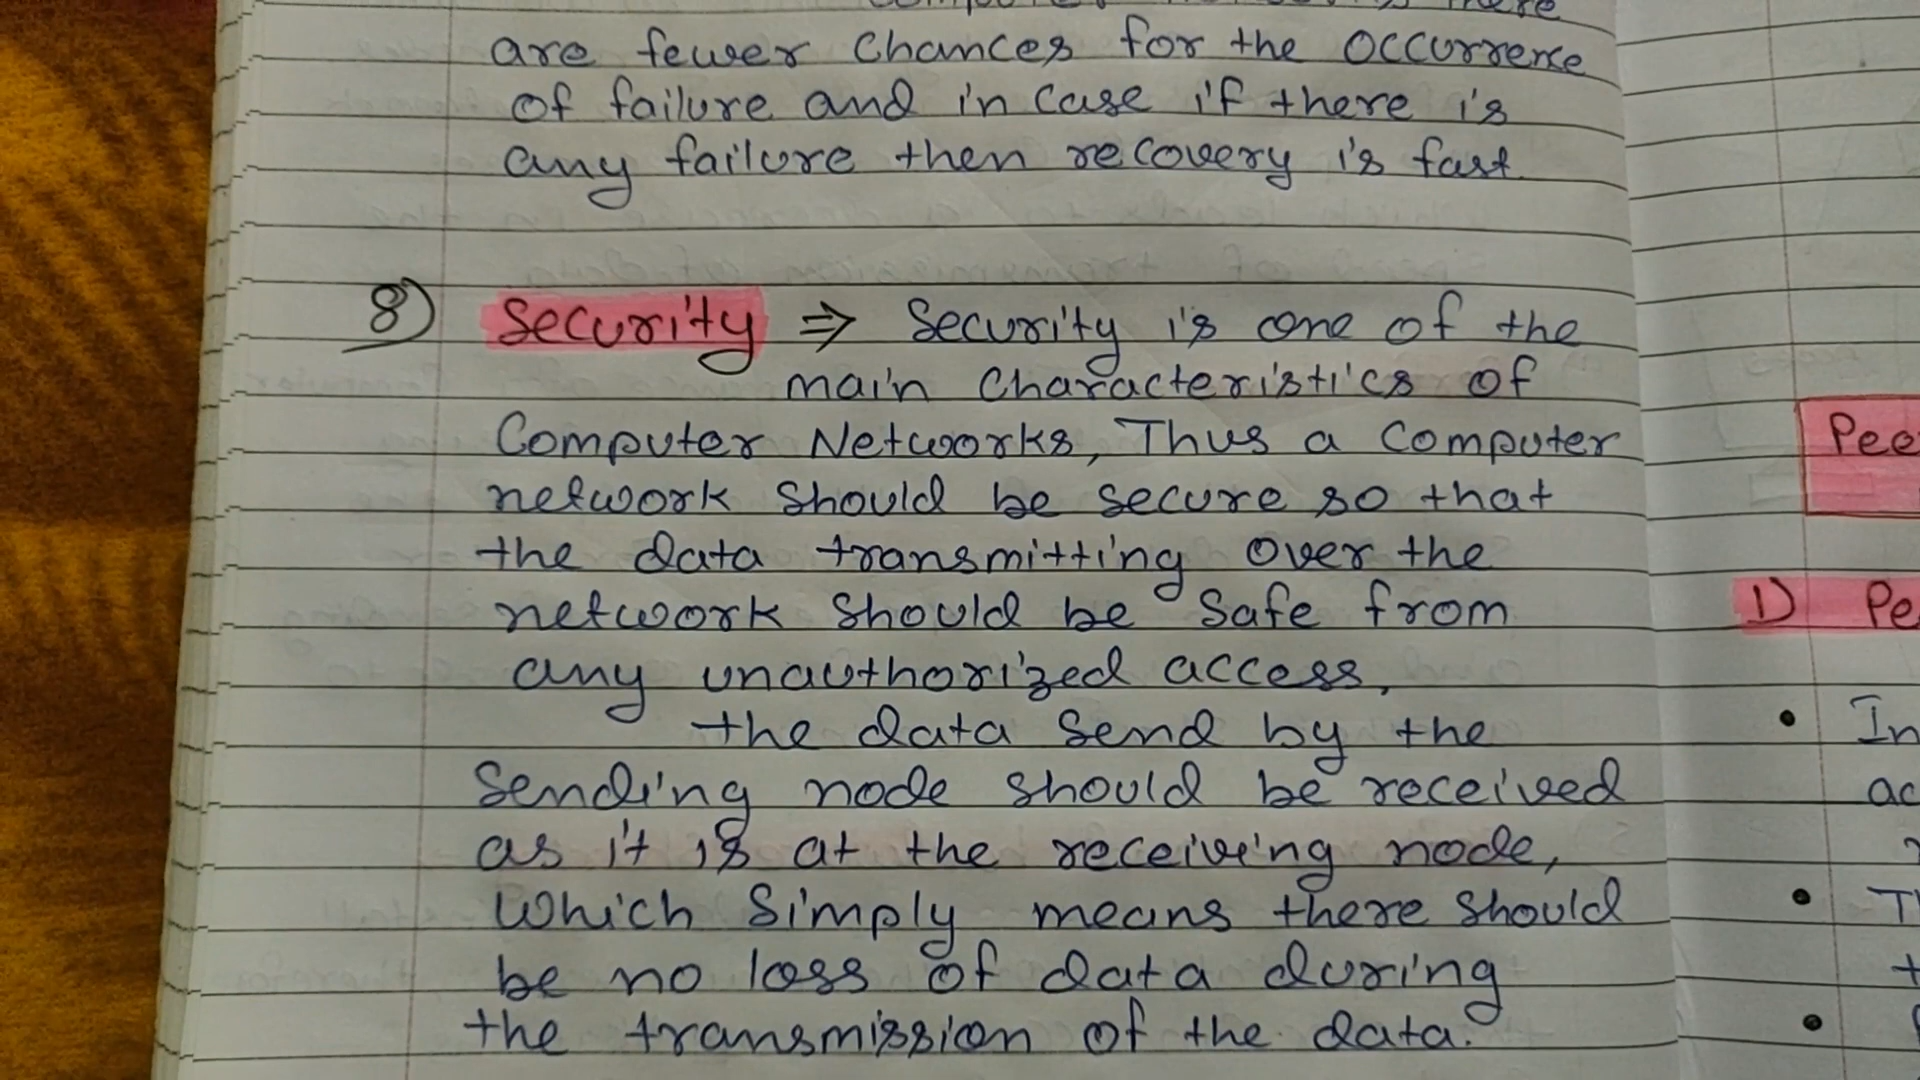 are fewer chances for the occurrence
of failure and in case if there is
any failure then recovery is fast
8) Security ⇒ Security is one of the
main characteristics of
Computer Networks, Thus a Computer
network should be secure so that
the data transmitting over the
network should be safe from
any unauthorized access,
the data send by the
Sending node should be received
as it is at the receiving node,
which simply means there should
be no loss of data during
the transmission of the data.
Pee
1) Pe
• In
ac
• Th
t
•